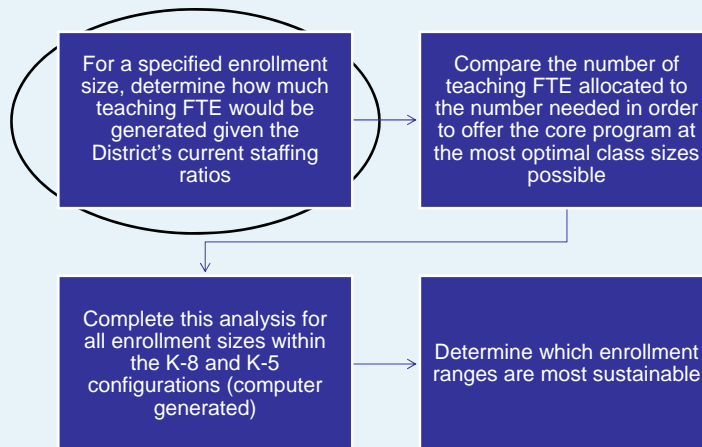 For a specified enrollment
size, determine how much
teaching FTE would be
generated given the
District's current staffing
ratios
Compare the number of
teaching FTE allocated to
the number needed in order
to offer the core program at
the most optimal class sizes
possible
Complete this analysis for
all enrollment sizes within
the K-8 and K-5
configurations (computer
generated)
Determine which enrollment
ranges are most sustainable